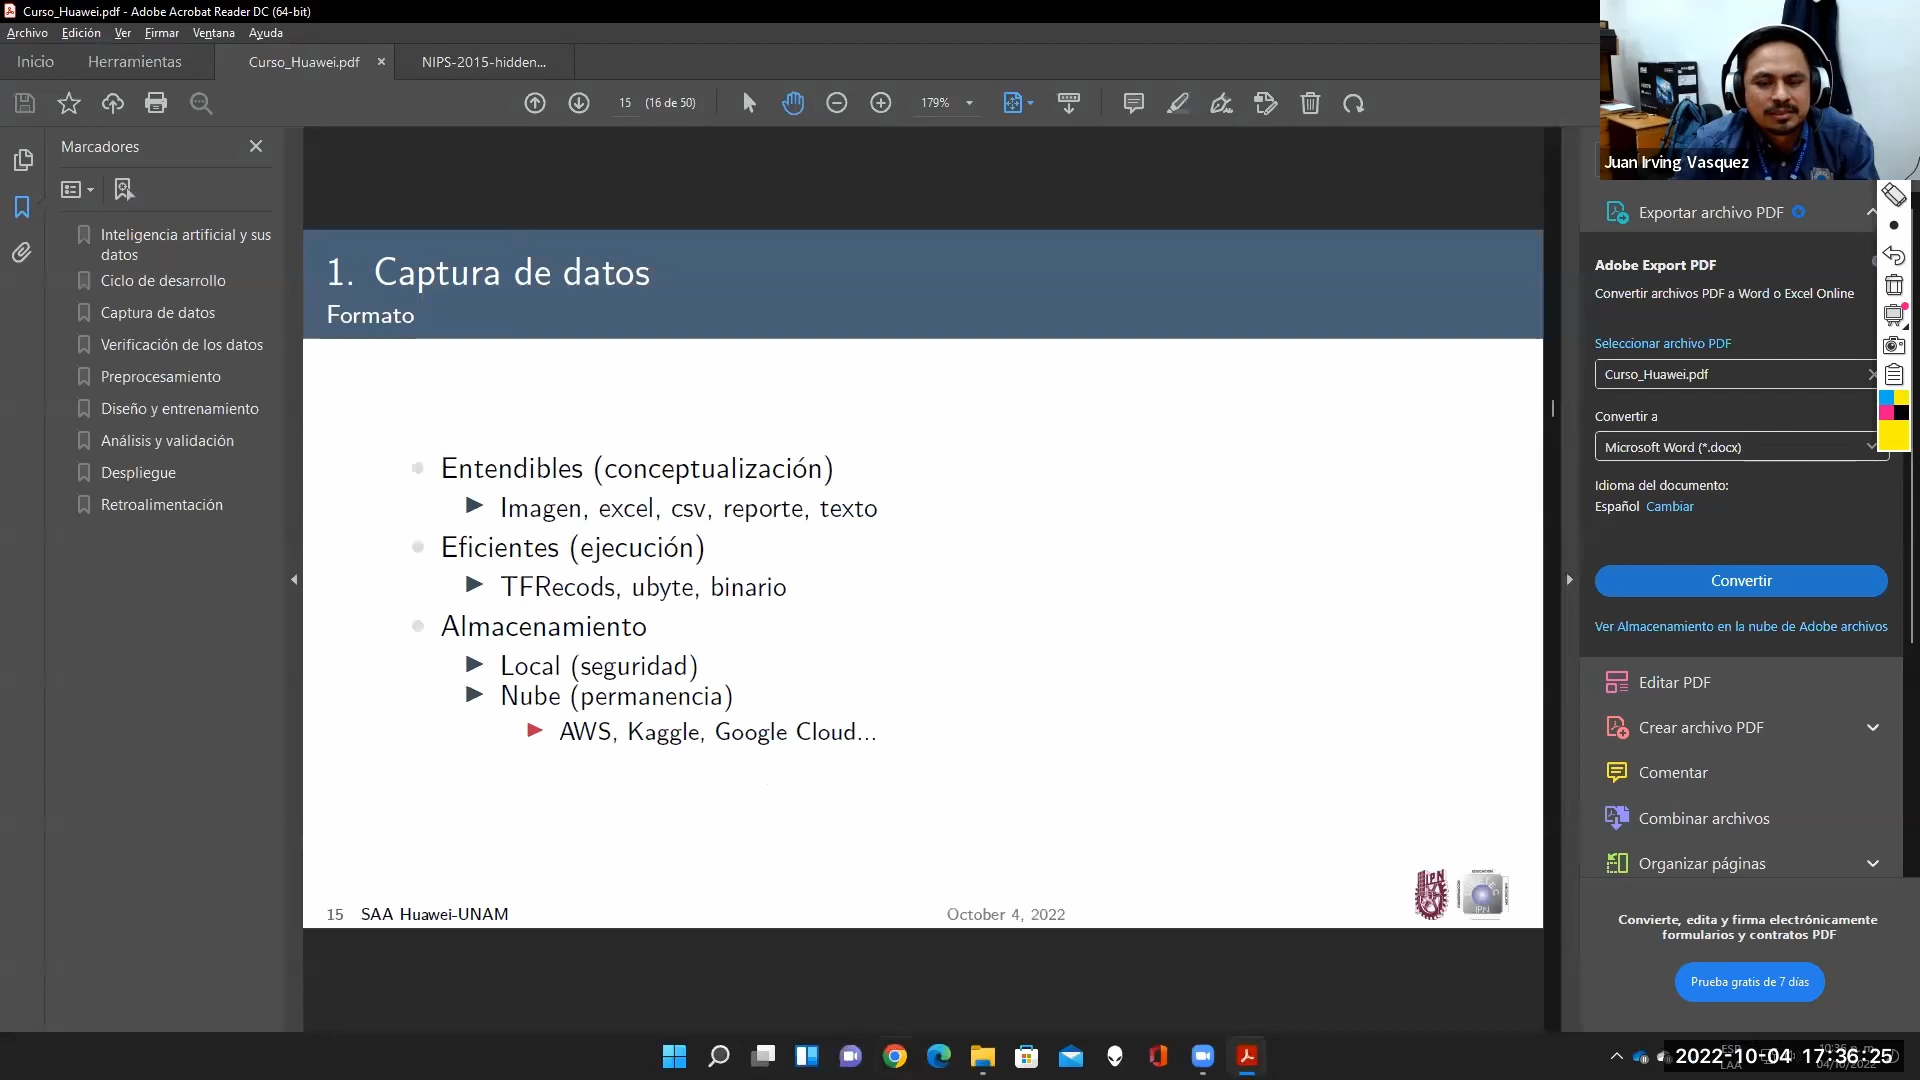 Curso_Huawei.pdf - Adobe Acrobat Reader DC (64-bit)
Archivo Edición Ver Firmar Ventana Ayuda
Inicio Herramientas Curso_Huawei.pdf NIPS-2015-hidden...
15 (16 de 50) 179%
Marcadores
Inteligencia artificial y sus
datos
Ciclo de desarrollo
Captura de datos
Verificación de los datos
Preprocesamiento
Diseño y entrenamiento
Análisis y validación
Despliegue
Retroalimentación
1. Captura de datos
Formato
Entendibles (conceptualización)
Imagen, excel, csv, reporte, texto
Eficientes (ejecución)
TFRecods, ubyte, binario
Almacenamiento
Local (seguridad)
Nube (permanencia)
AWS, Kaggle, Google Cloud...
15 SAA Huawei-UNAM
October 4, 2022
IPN
Juan Irving Vasquez
Exportar archivo PDF
Adobe Export PDF
Convertir archivos PDF a Word o Excel Online
Seleccionar archivo PDF
Curso_Huawei.pdf
Convertir a
Microsoft Word (*.docx)
Idioma del documento:
Español Cambiar
Convertir
Ver Almacenamiento en la nube de Adobe archivos
Editar PDF
Crear archivo PDF
Comentar
Combinar archivos
Organizar páginas
Convierte, edita y firma electrónicamente
formularios y contratos PDF
Prueba gratis de 7 días
2022-10-04 17:36:25